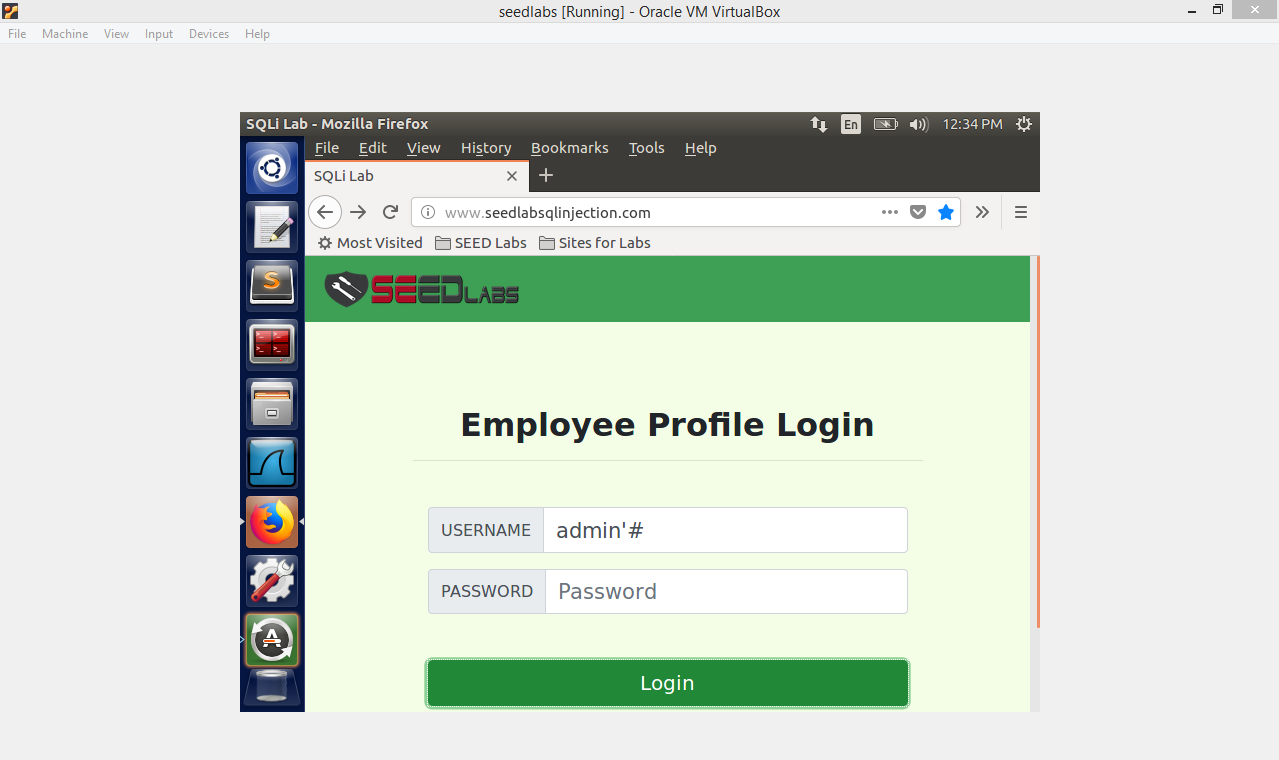 seedlabs [Running] - Oracle VM VirtualBox
File Machine View Input Devices Help
SQLi Lab - Mozilla Firefox En 12:34 PM
File Edit View History Bookmarks Tools Help
SQLi Lab
www.seedlabsqlinjection.com
Most Visited SEED Labs Sites for Labs
SEEDLABS
Employee Profile Login
USERNAME admin'#
PASSWORD Password
Login